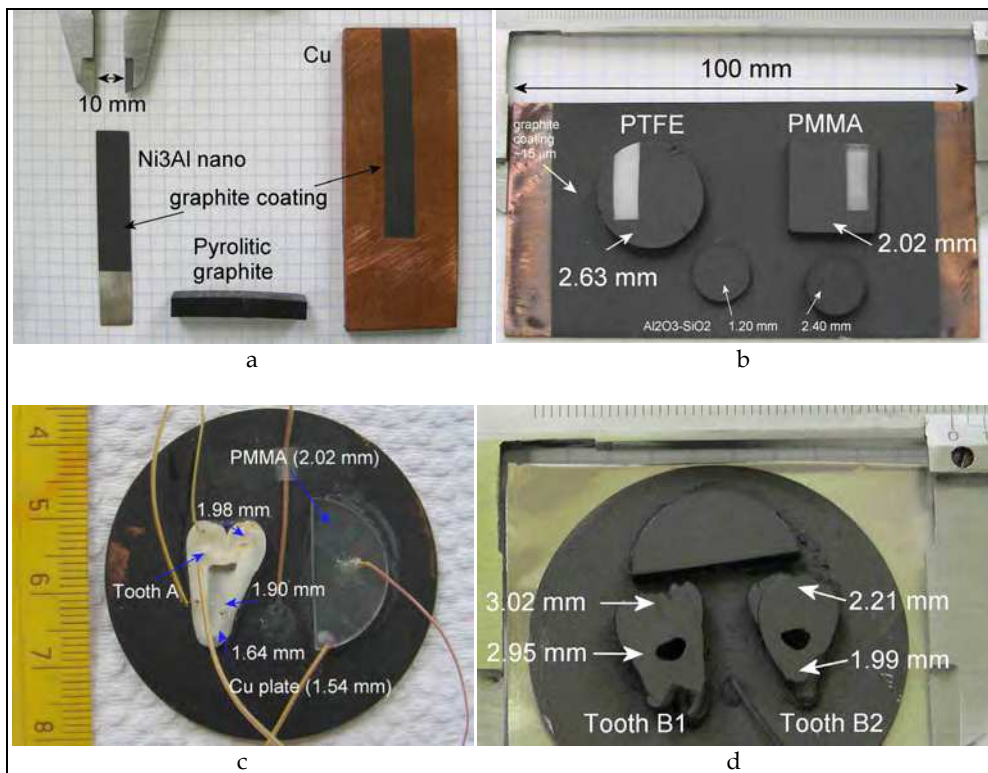 10 mm
Cu
Ni3Al nano
graphite coating
Pyrolitic
graphite
a
100 mm
graphite
coating
~15 μm
PTFE
PMMA
2.63 mm
2.02 mm
Al2O3-SiO2
1.20 mm
2.40 mm
b
4
5
6
7
8
PMMA (2.02 mm)
1.98 mm
Tooth A
1.90 mm
1.64 mm
Cu plate (1.54 mm)
c
0
3.02 mm
2.21 mm
2.95 mm
1.99 mm
Tooth B1
Tooth B2
d